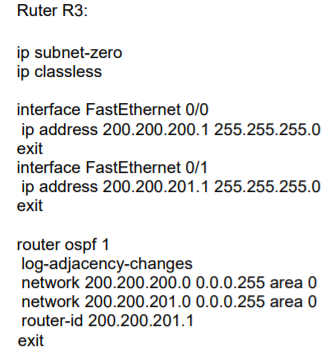 Ruter R3:
ip subnet-zero
ip classless
interface FastEthernet 0/0
ip address 200.200.200.1 255.255.255.0
exit
interface FastEthernet 0/1
ip address 200.200.201.1 255.255.255.0
exit
router ospf 1
log-adjacency-changes
network 200.200.200.0 0.0.0.255 area 0
network 200.200.201.0 0.0.0.255 area 0
router-id 200.200.201.1
exit